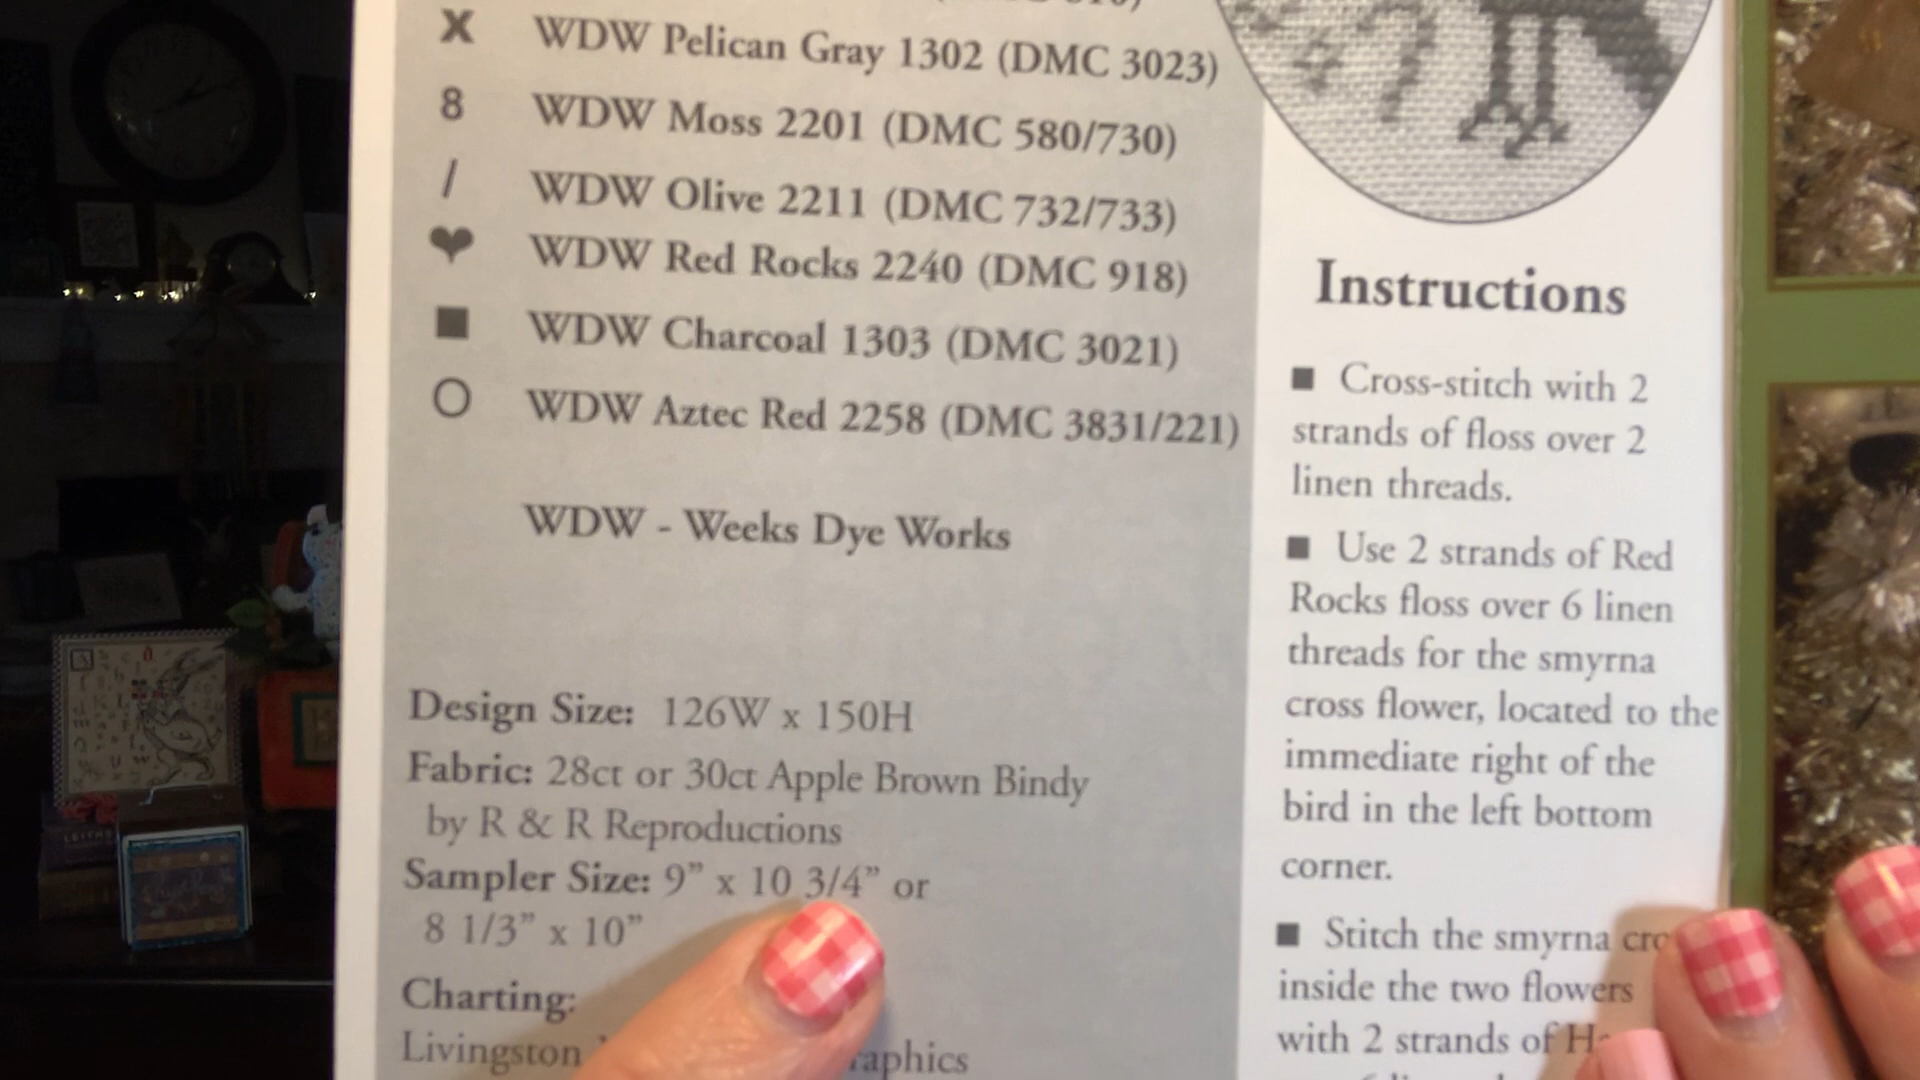 X WDW Pelican Gray 1302 (DMC 3023)
8 WDW Moss 2201 (DMC 580/730)
/ WDW Olive 2211 (DMC 732/733)
❤ WDW Red Rocks 2240 (DMC 918)
■ WDW Charcoal 1303 (DMC 3021)
O WDW Aztec Red 2258 (DMC 3831/221)
WDW - Weeks Dye Works
Design Size: 126W x 150H
Fabric: 28ct or 30ct Apple Brown Bindy
by R & R Reproductions
Sampler Size: 9” x 10 3/4” or
8 1/3” x 10”
Charting:
Livingston
Instructions
■ Cross-stitch with 2
strands of floss over 2
linen threads.
■ Use 2 strands of Red
Rocks floss over 6 linen
threads for the smyrna
cross flower, located to the
immediate right of the
bird in the left bottom
corner.
■ Stitch the smyrna
inside the two flowers
with 2 strands of